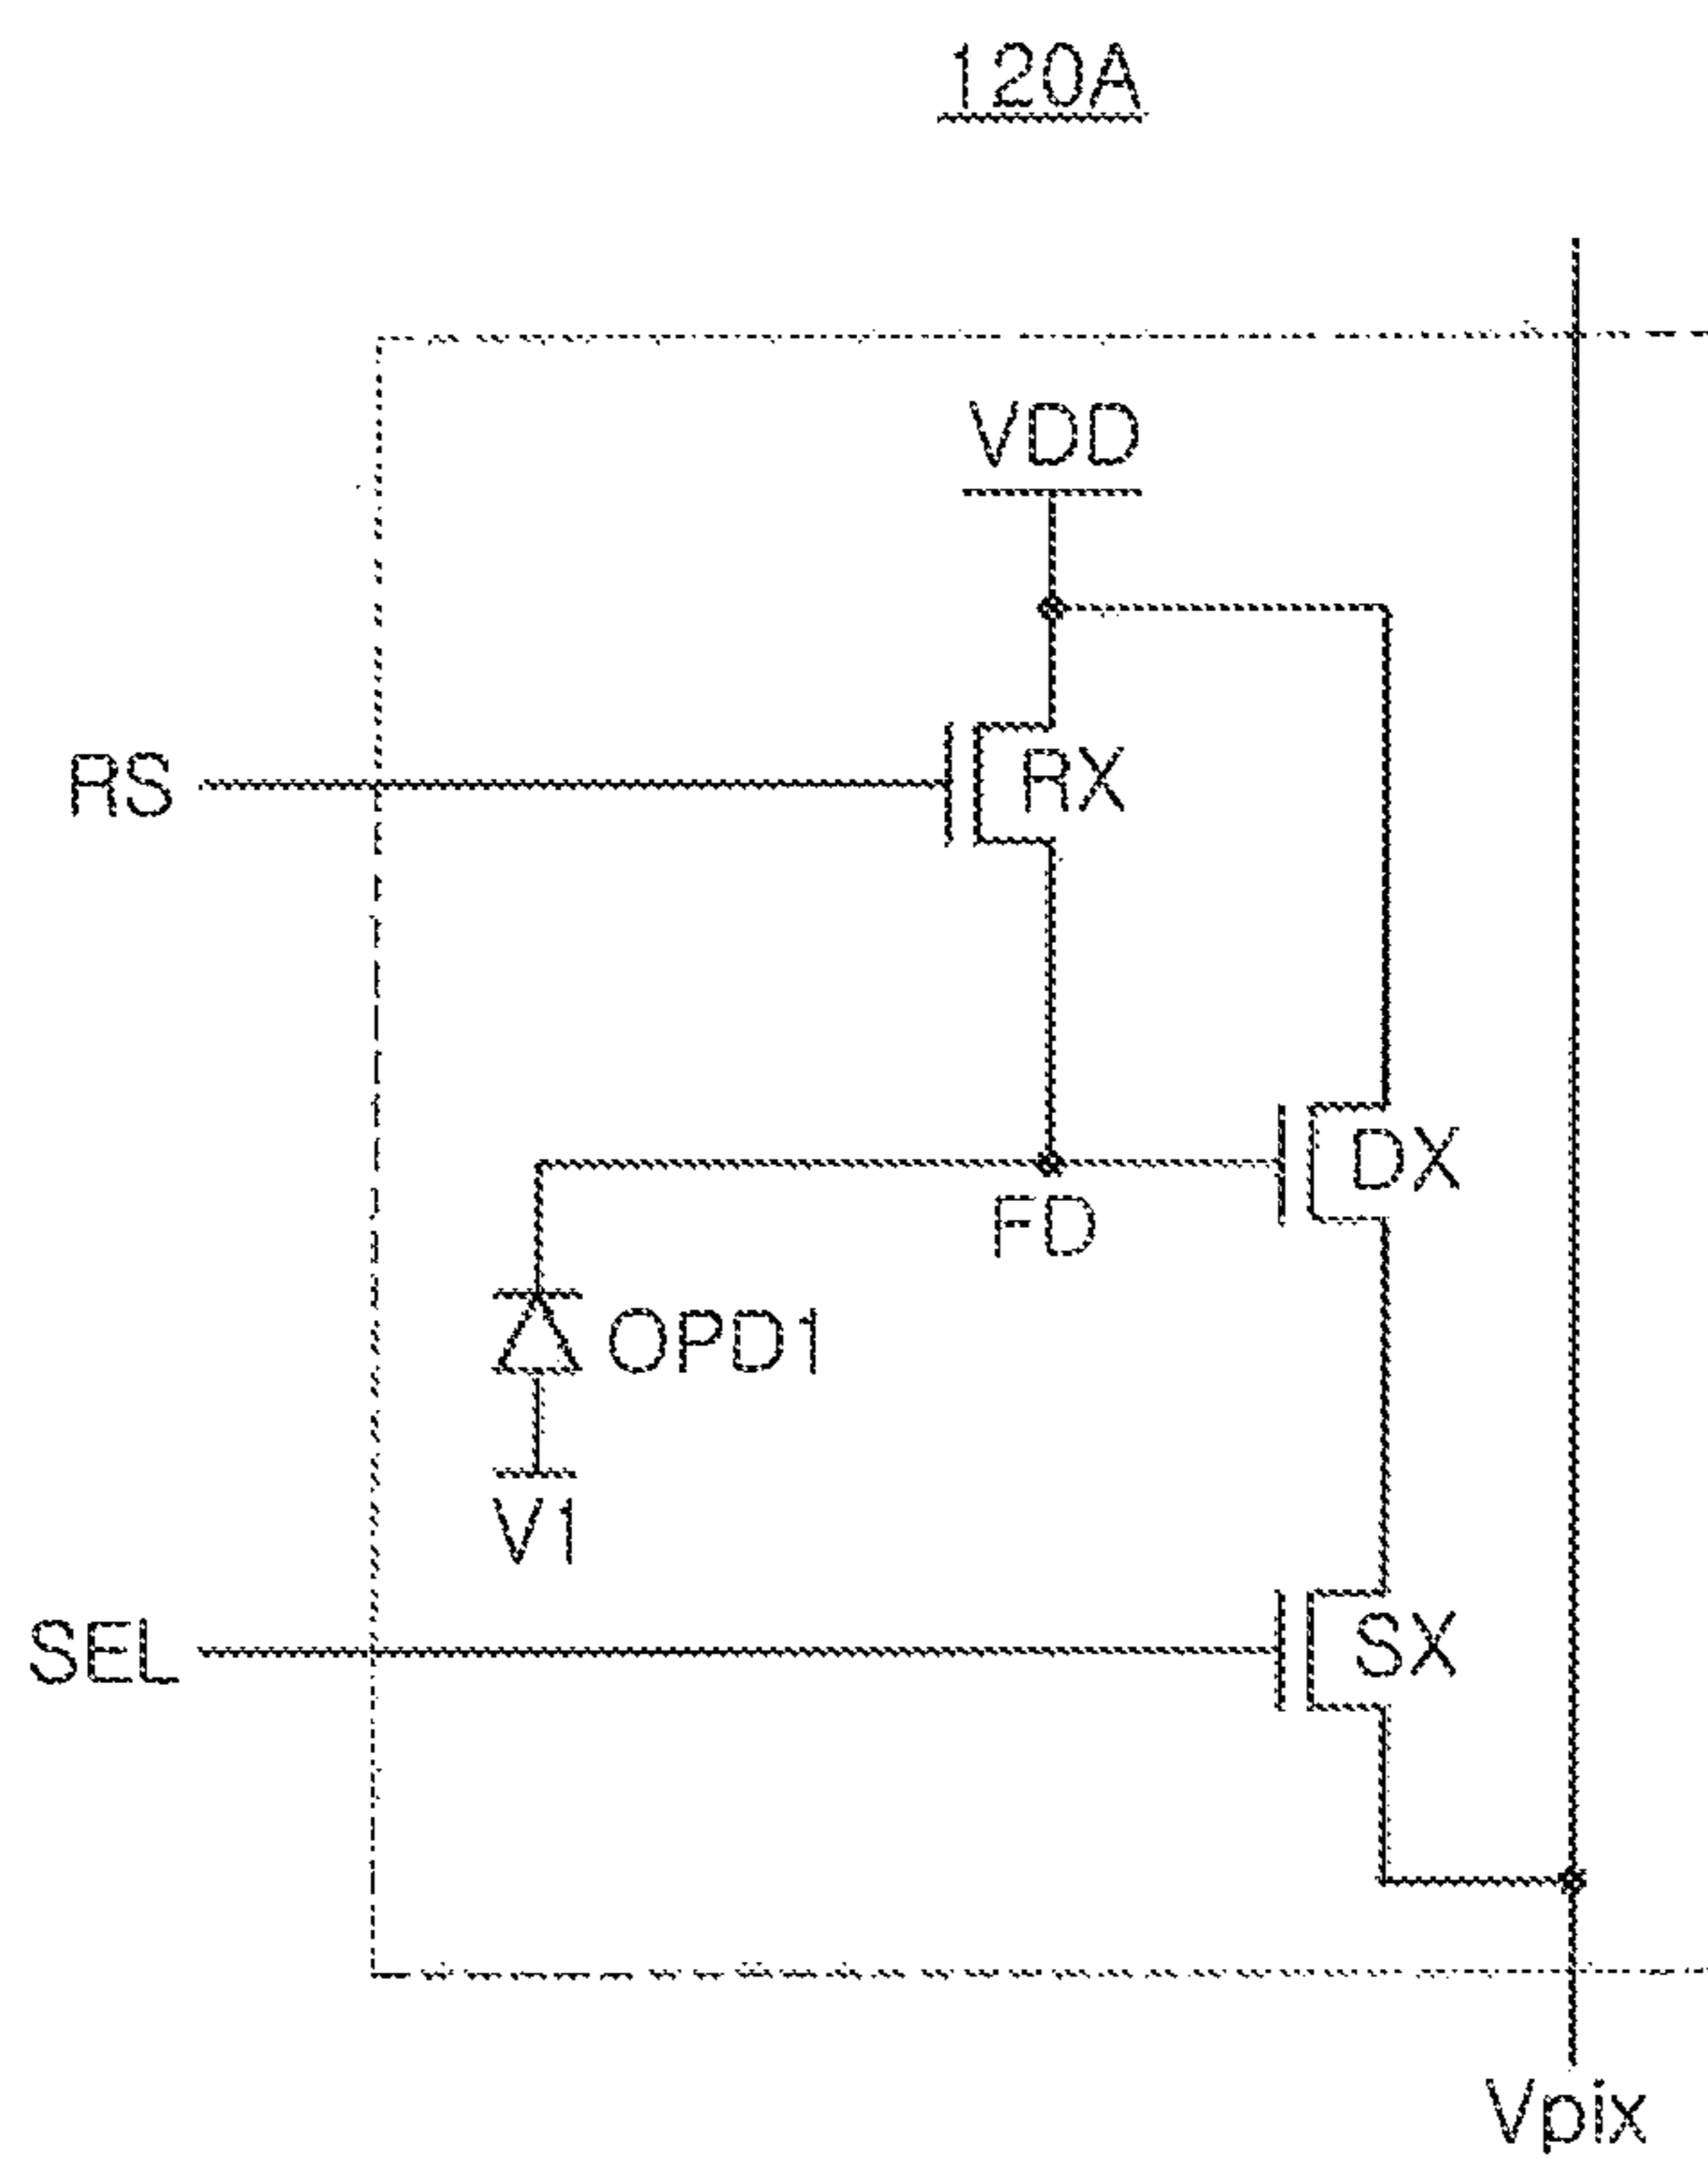 120A
VDD
RS
RX
DX
FD
OPD1
V1
SEL
SX
Vpix